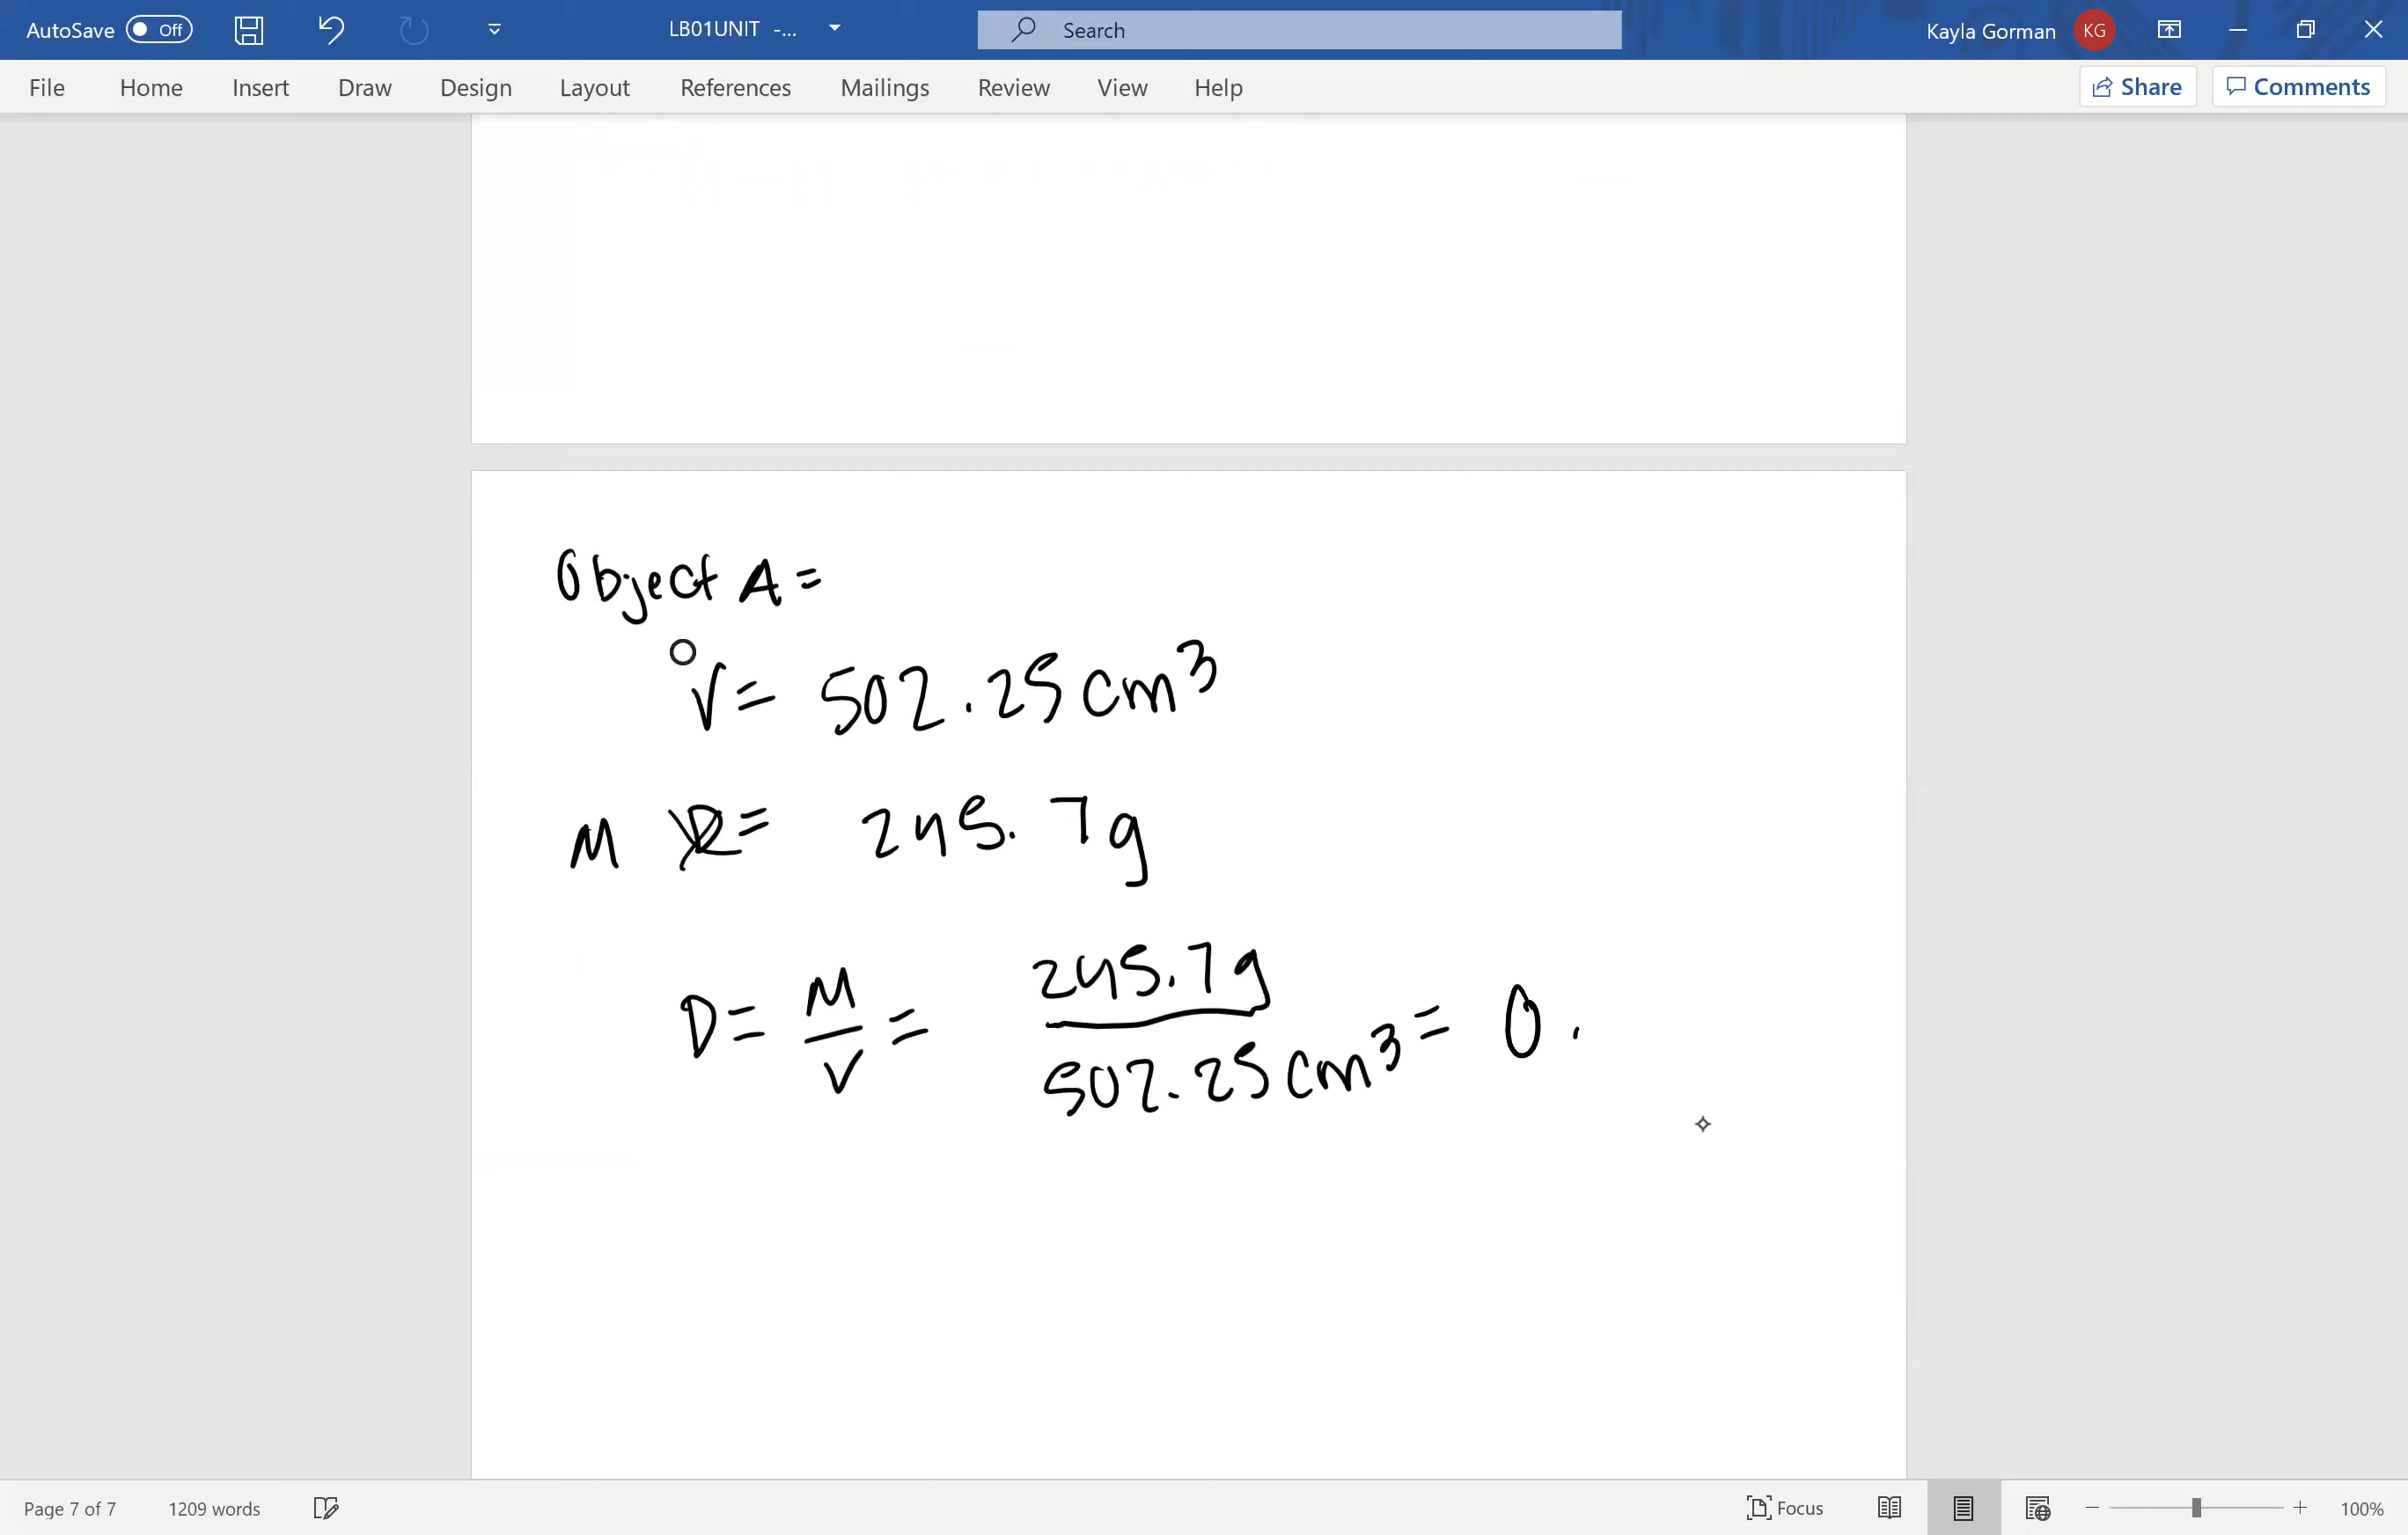 AutoSave Off LB01UNIT -... Search Kayla Gorman KG
File Home Insert Draw Design Layout References Mailings Review View Help Share Comments
Object A =
V = 502.25 cm³
M = 245.7 g
D = M/V = 245.7 g / 502.25 cm³ = 0.
Page 7 of 7 1209 words Focus 100%